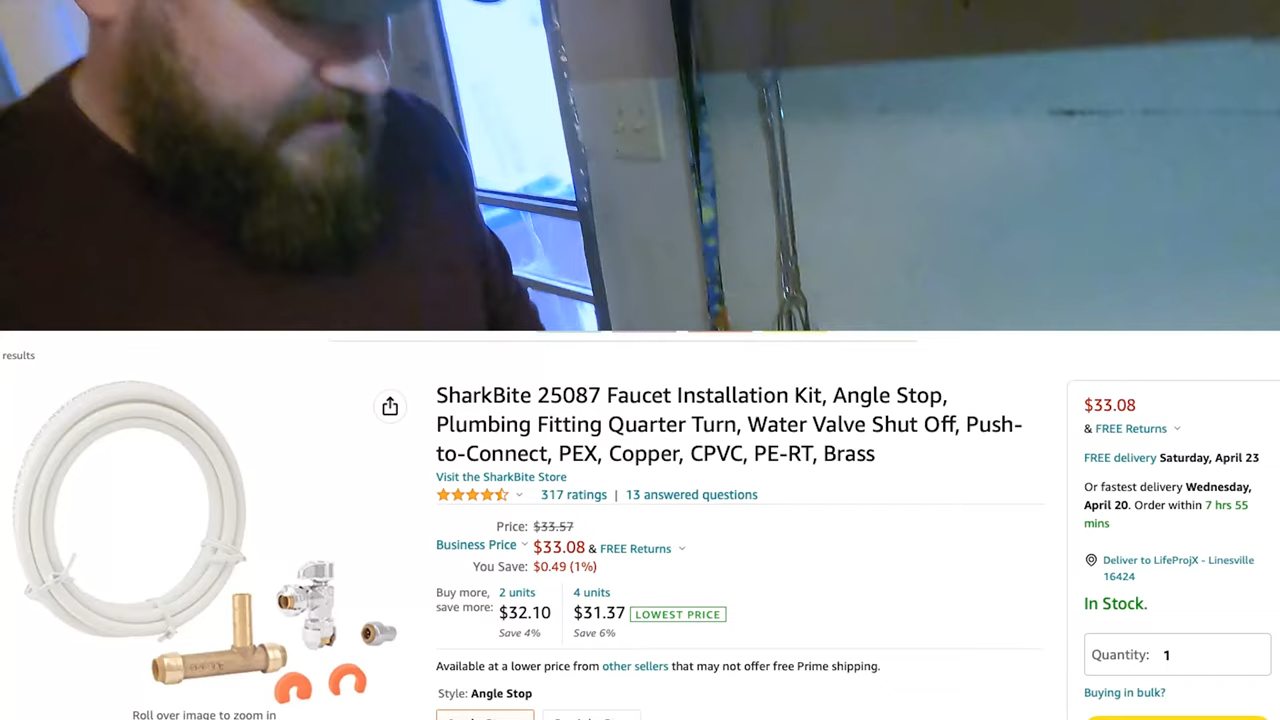 results
SharkBite 25087 Faucet Installation Kit, Angle Stop,
Plumbing Fitting Quarter Turn, Water Valve Shut Off, Push-
to-Connect, PEX, Copper, CPVC, PE-RT, Brass
Visit the SharkBite Store
317 ratings | 13 answered questions
Price: $33.57
Business Price $33.08 & FREE Returns
You Save: $0.49 (1%)
Buy more, save more:
2 units
$32.10
Save 4%
4 units
$31.37 LOWEST PRICE
Save 6%
Available at a lower price from other sellers that may not offer free Prime shipping.
Style: Angle Stop
Roll over image to zoom in
$33.08
& FREE Returns
FREE delivery Saturday, April 23
Or fastest delivery Wednesday,
April 20. Order within 7 hrs 55
mins
Deliver to LifeProjX - Linesville
16424
In Stock.
Quantity: 1
Buying in bulk?